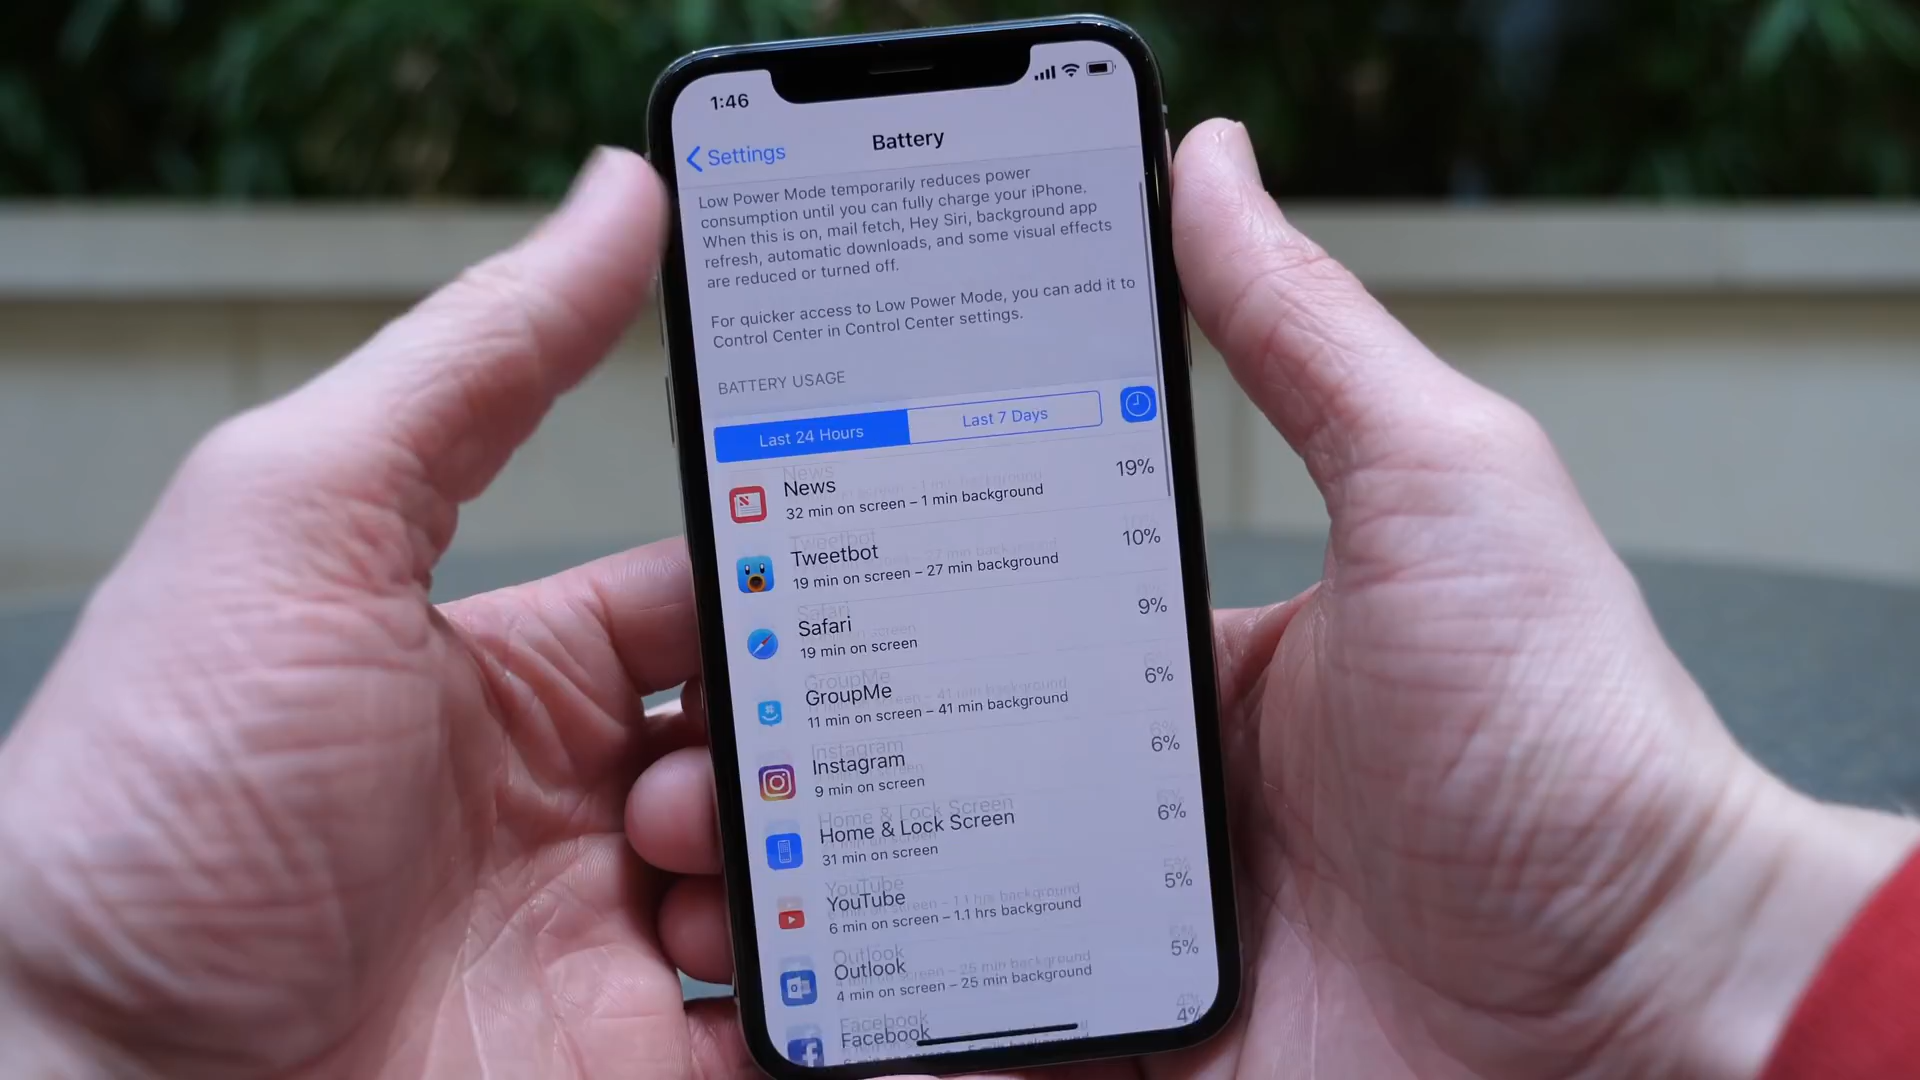 1:46
Settings
Battery
Low Power Mode temporarily reduces power
consumption until you can fully charge your iPhone.
When this is on, mail fetch, Hey Siri, background app
refresh, automatic downloads, and some visual effects
are reduced or turned off.
For quicker access to Low Power Mode, you can add it to
Control Center in Control Center settings.
BATTERY USAGE
Last 24 Hours
Last 7 Days
News
19%
32 min on screen – 1 min background
Tweetbot
10%
19 min on screen – 27 min background
Safari
9%
19 min on screen
GroupMe
6%
11 min on screen – 41 min background
Instagram
6%
9 min on screen
Home & Lock Screen
6%
31 min on screen
YouTube
5%
6 min on screen – 1.1 hrs background
Outlook
5%
4 min on screen – 25 min background
Facebook
4%